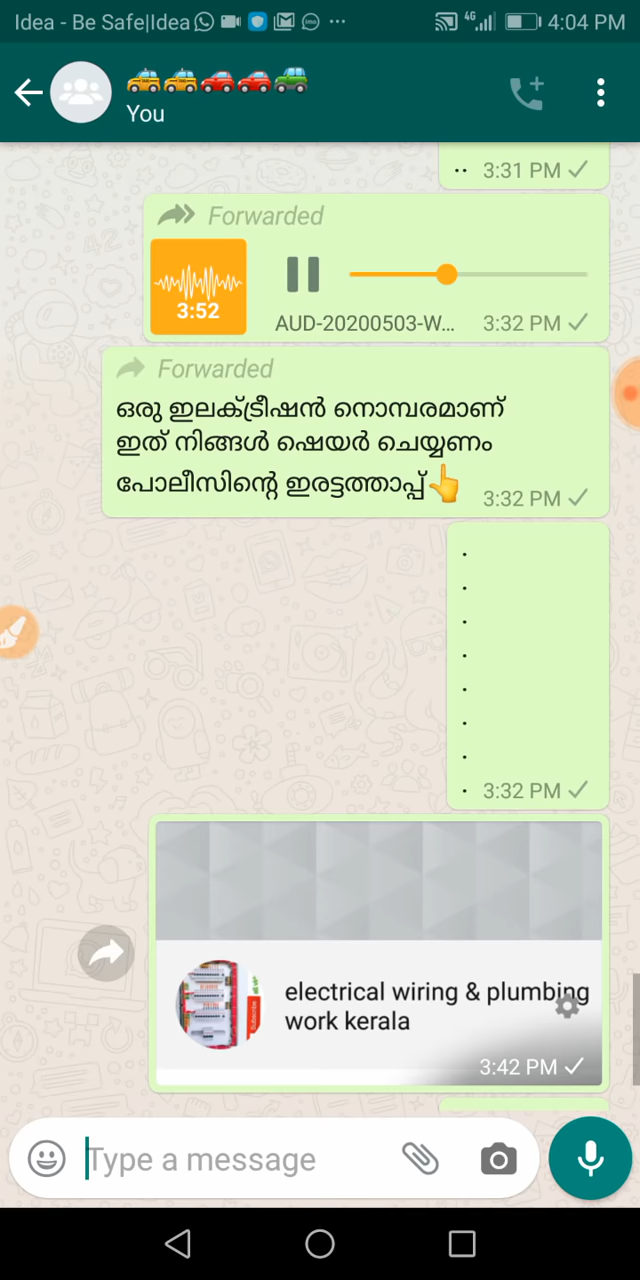 Idea - Be Safe|Idea 4G 4:04 PM
🚕🚕🚗🚗🚙
You
.. 3:31 PM
Forwarded
3:52
AUD-20200503-W... 3:32 PM
Forwarded
ഒരു ഇലക്ട്രീഷൻ നൊമ്പരമാണ്
ഇത് നിങ്ങൾ ഷെയർ ചെയ്യണം
പോലീസിന്റെ ഇരട്ടത്താപ്പ്👆
3:32 PM
.
.
.
.
.
.
.
. 3:32 PM
electrical wiring & plumbing
work kerala
3:42 PM
Type a message